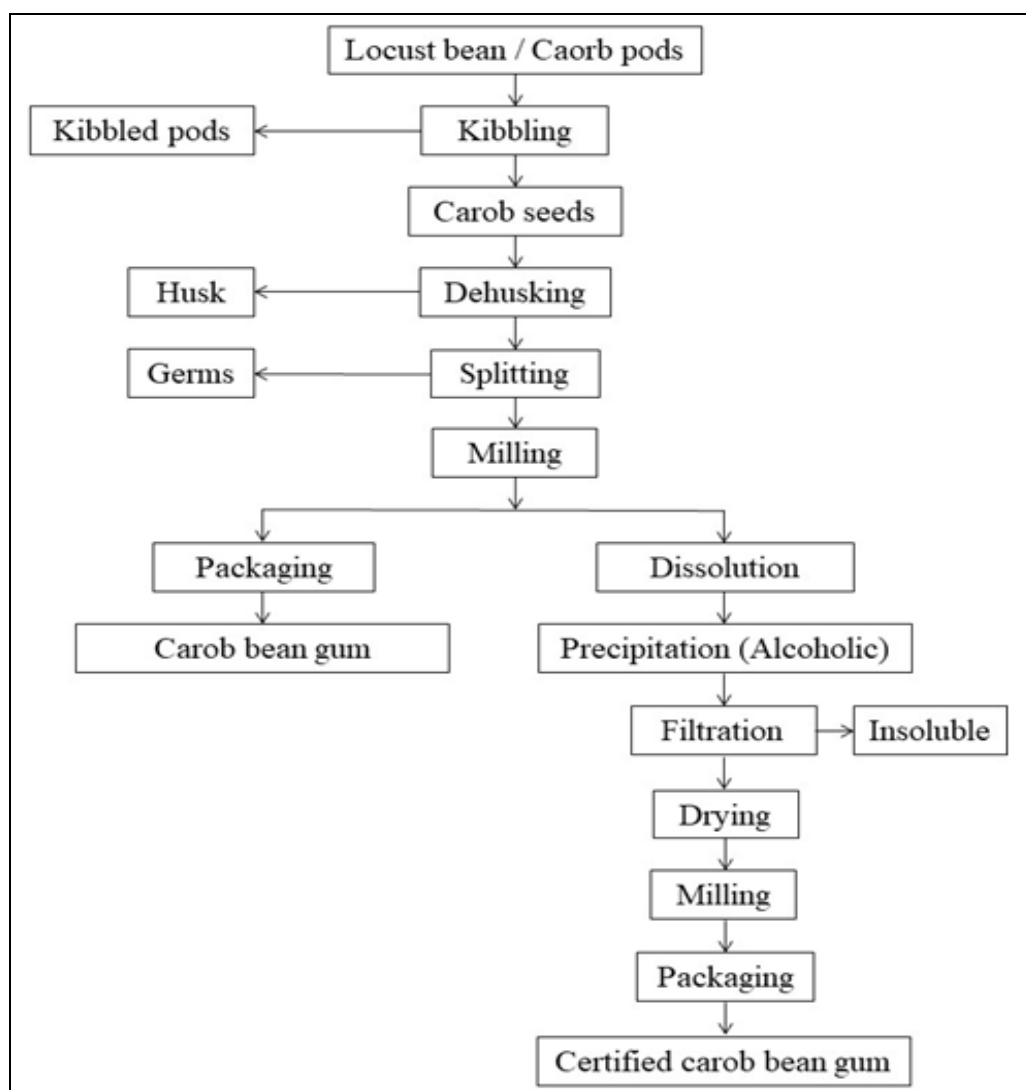 Locust bean / Caorb pods
Kibbled pods
Kibbling
Carob seeds
Husk
Dehusking
Germs
Splitting
Milling
Packaging
Dissolution
Carob bean gum
Precipitation (Alcoholic)
Filtration
Insoluble
Drying
Milling
Packaging
Certified carob bean gum